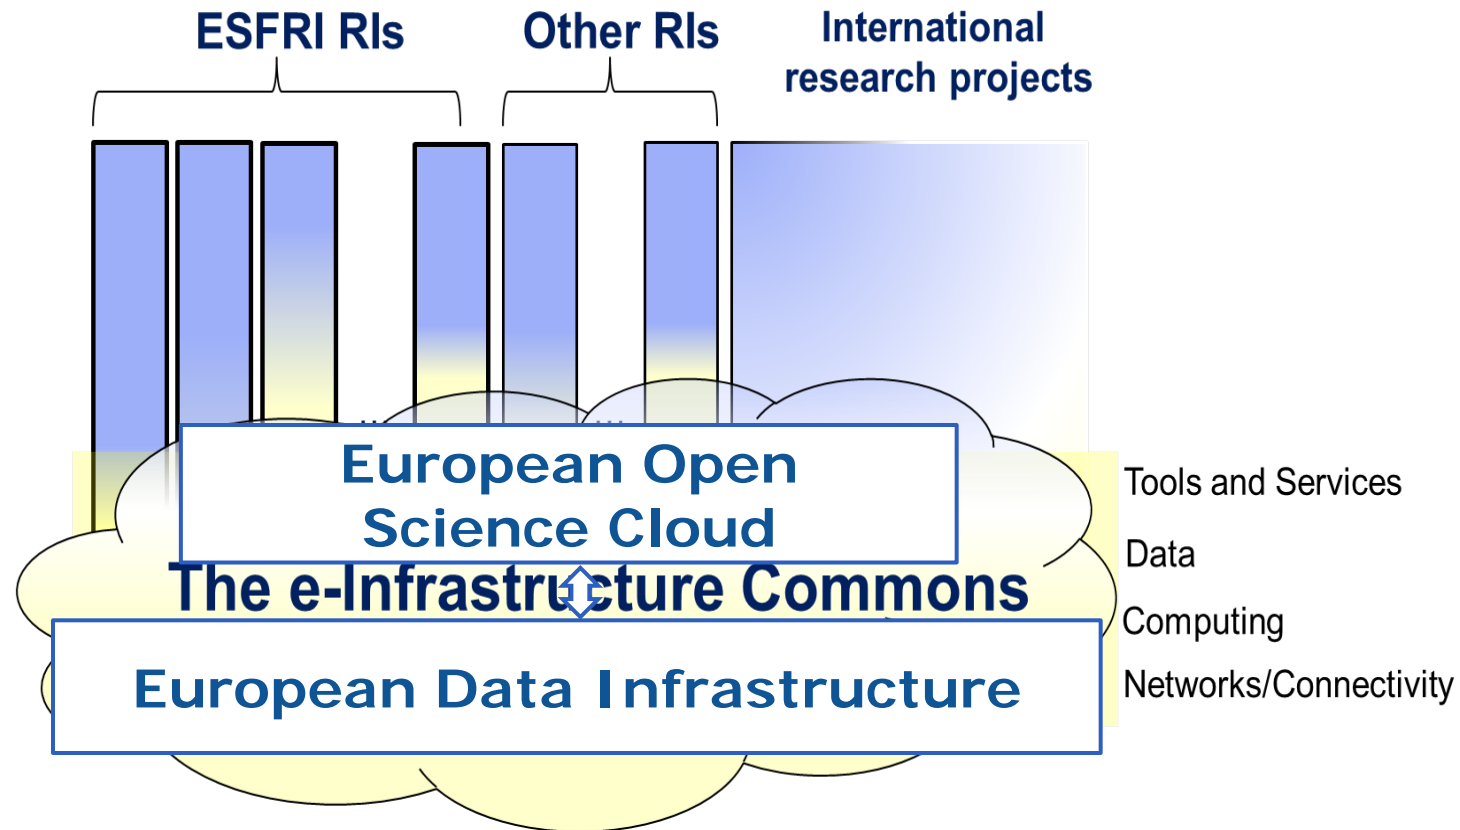 ESFRI RIs
Other RIs
International
research projects
...
...
European Open
Science Cloud
The e-Infrastructure Commons
European Data Infrastructure
Tools and Services
Data
Computing
Networks/Connectivity